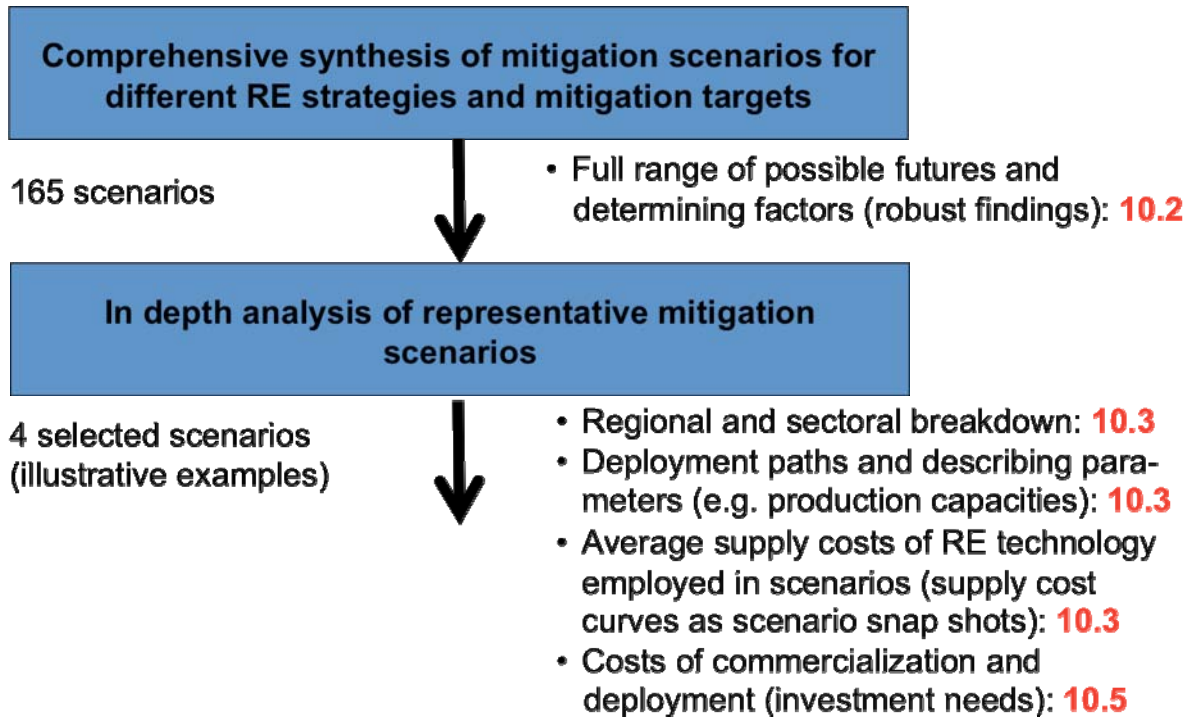 Comprehensive synthesis of mitigation scenarios for
different RE strategies and mitigation targets
165 scenarios
• Full range of possible futures and
determining factors (robust findings): 10.2
In depth analysis of representative mitigation
scenarios
4 selected scenarios
(illustrative examples)
• Regional and sectoral breakdown: 10.3
• Deployment paths and describing para-
meters (e.g. production capacities): 10.3
• Average supply costs of RE technology
employed in scenarios (supply cost
curves as scenario snap shots): 10.3
• Costs of commercialization and
deployment (investment needs): 10.5